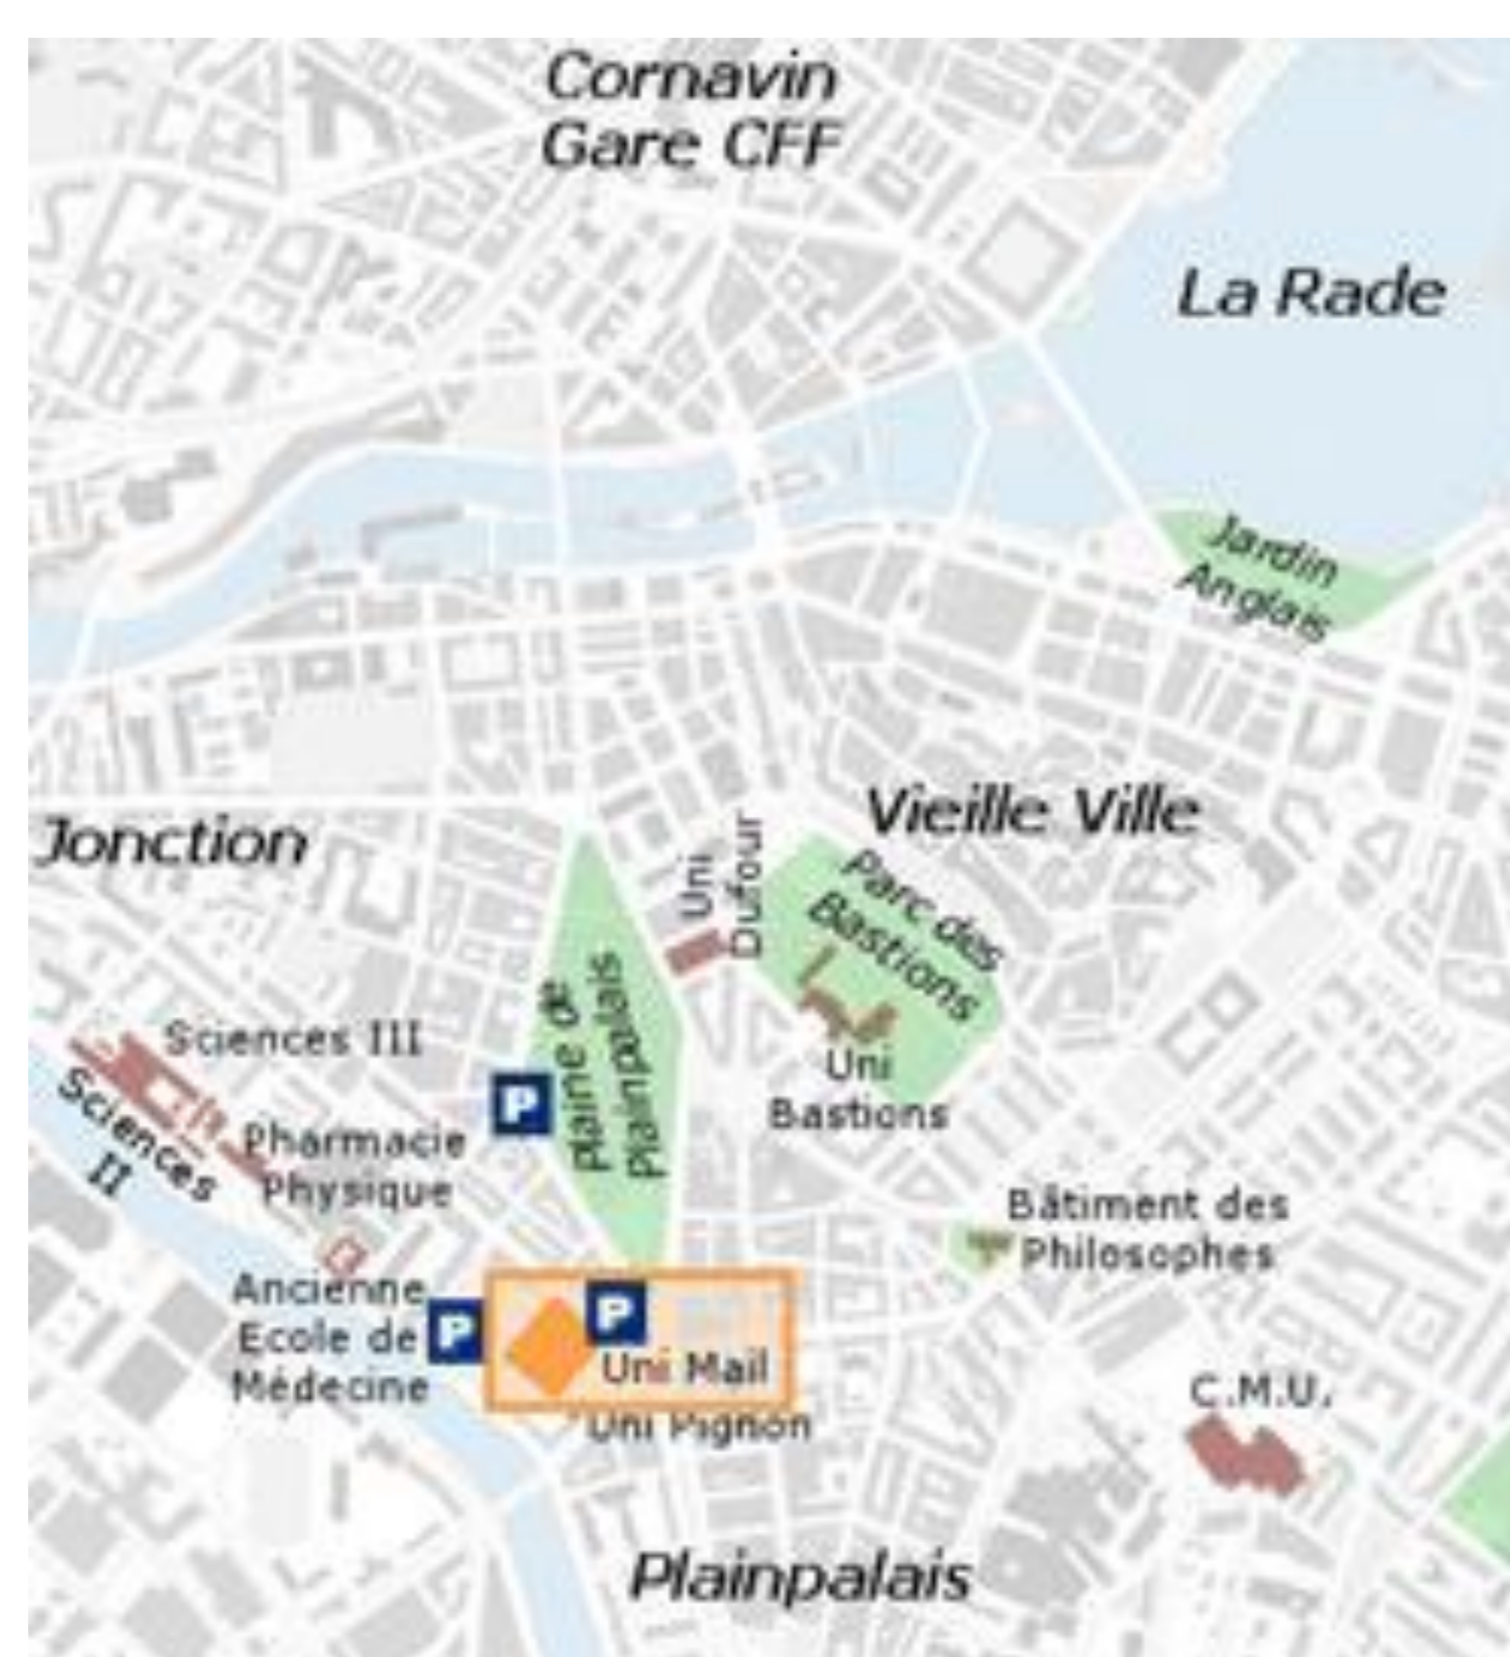 Cornavin
Gare CFF
La Rade
Jardin
Anglais
Vieille Ville
Jonction
Uni
Dufour
Parc des
Bastions
plaine de
Plainpalais
Sciences III
Sciences
II
P
Uni
Bastions
Pharmacie
Physique
Bâtiment des
Philosophes
Ancienne
Ecole de
Médecine
P
P
Uni Mail
Uni Pignon
C.M.U.
Plainpalais